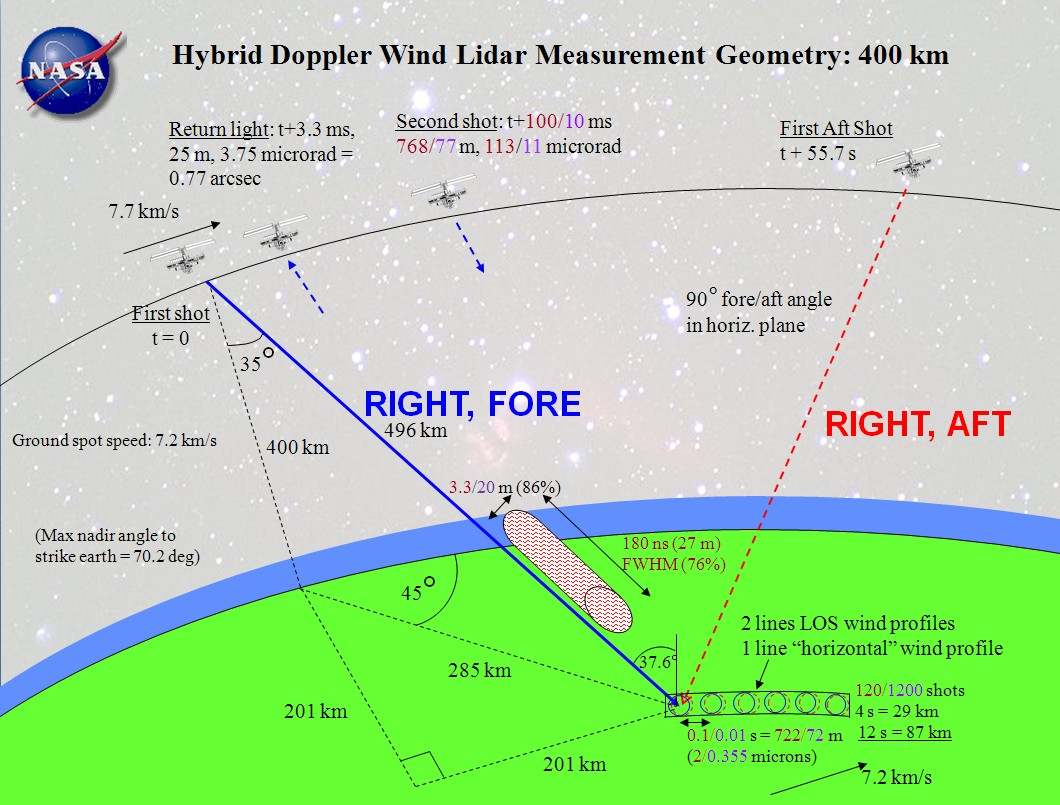 NASA
Hybrid Doppler Wind Lidar Measurement Geometry: 400 km
Return light: t+3.3 ms,
25 m, 3.75 microrad =
0.77 arcsec
Second shot: t+100/10 ms
768/77 m, 113/11 microrad
First Aft Shot
t + 55.7 s
7.7 km/s
First shot
t = 0
90° fore/aft angle
in horiz. plane
35°
RIGHT, FORE
RIGHT, AFT
496 km
Ground spot speed: 7.2 km/s
400 km
3.3/20 m (86%)
(Max nadir angle to
strike earth = 70.2 deg)
180 ns (27 m)
FWHM (76%)
45°
2 lines LOS wind profiles
1 line “horizontal” wind profile
37.6°
285 km
120/1200 shots
4 s = 29 km
12 s = 87 km
201 km
0.1/0.01 s = 722/72 m
(2/0.355 microns)
201 km
7.2 km/s